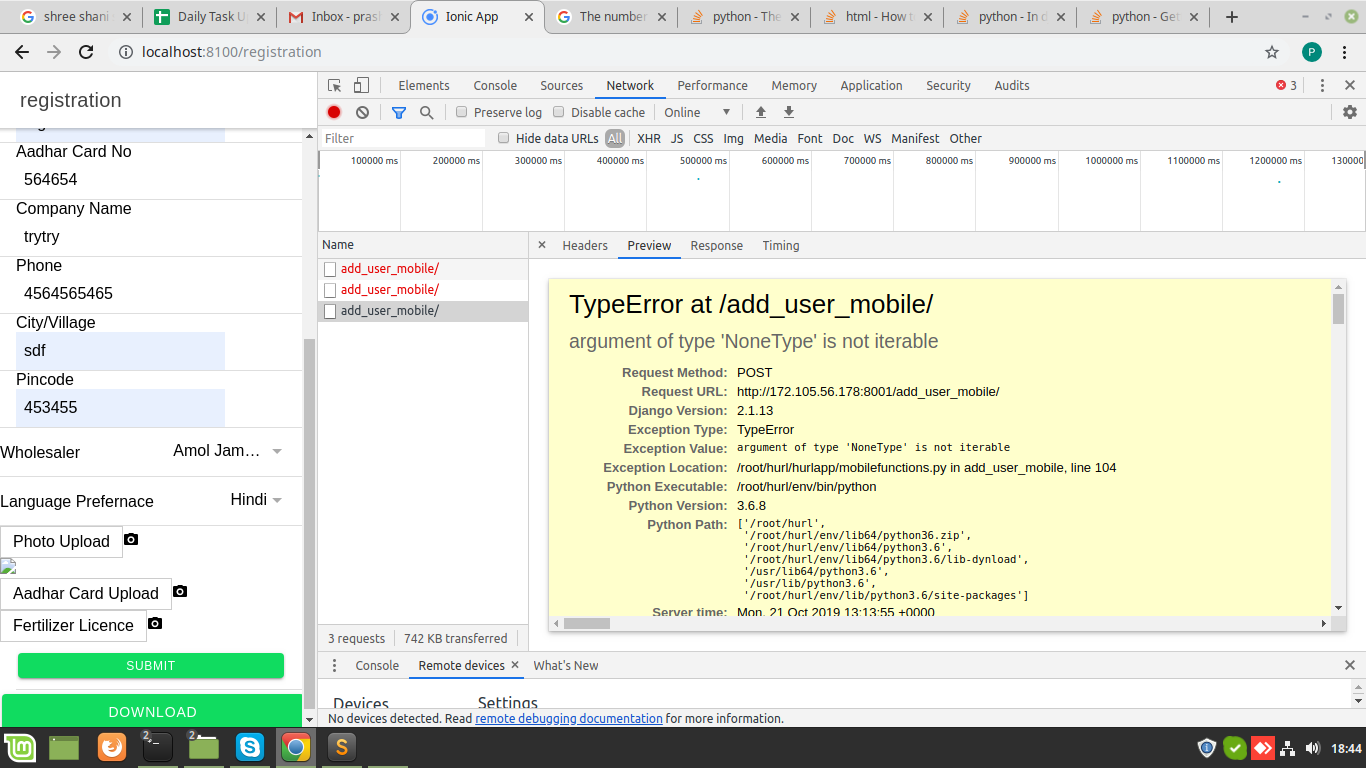 shree shani
Daily Task U
Inbox - pras
Ionic App
The number
python - The
html - How t
python - In d
python - Get
localhost:8100/registration
P
registration
Aadhar Card No
564654
Company Name
trytry
Phone
4564565465
City/Village
sdf
Pincode
453455
Wholesaler
Amol Jam…
Language Prefernace
Hindi
Photo Upload
Aadhar Card Upload
Fertilizer Licence
SUBMIT
DOWNLOAD
Elements Console Sources Network Performance Memory Application Security Audits 3
Preserve log Disable cache Online
Filter Hide data URLs All XHR JS CSS Img Media Font Doc WS Manifest Other
100000 ms 200000 ms 300000 ms 400000 ms 500000 ms 600000 ms 700000 ms 800000 ms 900000 ms 1000000 ms 1100000 ms 1200000 ms 130000
Name
add_user_mobile/
add_user_mobile/
add_user_mobile/
Headers Preview Response Timing
TypeError at /add_user_mobile/
argument of type 'NoneType' is not iterable
Request Method: POST
Request URL: http://172.105.56.178:8001/add_user_mobile/
Django Version: 2.1.13
Exception Type: TypeError
Exception Value: argument of type 'NoneType' is not iterable
Exception Location: /root/hurl/hurlapp/mobilefunctions.py in add_user_mobile, line 104
Python Executable: /root/hurl/env/bin/python
Python Version: 3.6.8
Python Path: ['/root/hurl',
'/root/hurl/env/lib64/python36.zip',
'/root/hurl/env/lib64/python3.6',
'/root/hurl/env/lib64/python3.6/lib-dynload',
'/usr/lib64/python3.6',
'/usr/lib/python3.6',
'/root/hurl/env/lib/python3.6/site-packages']
Server time: Mon, 21 Oct 2019 13:13:55 +0000
3 requests 742 KB transferred
Console Remote devices What's New
Devices Settings
No devices detected. Read remote debugging documentation for more information.
2
2
18:44